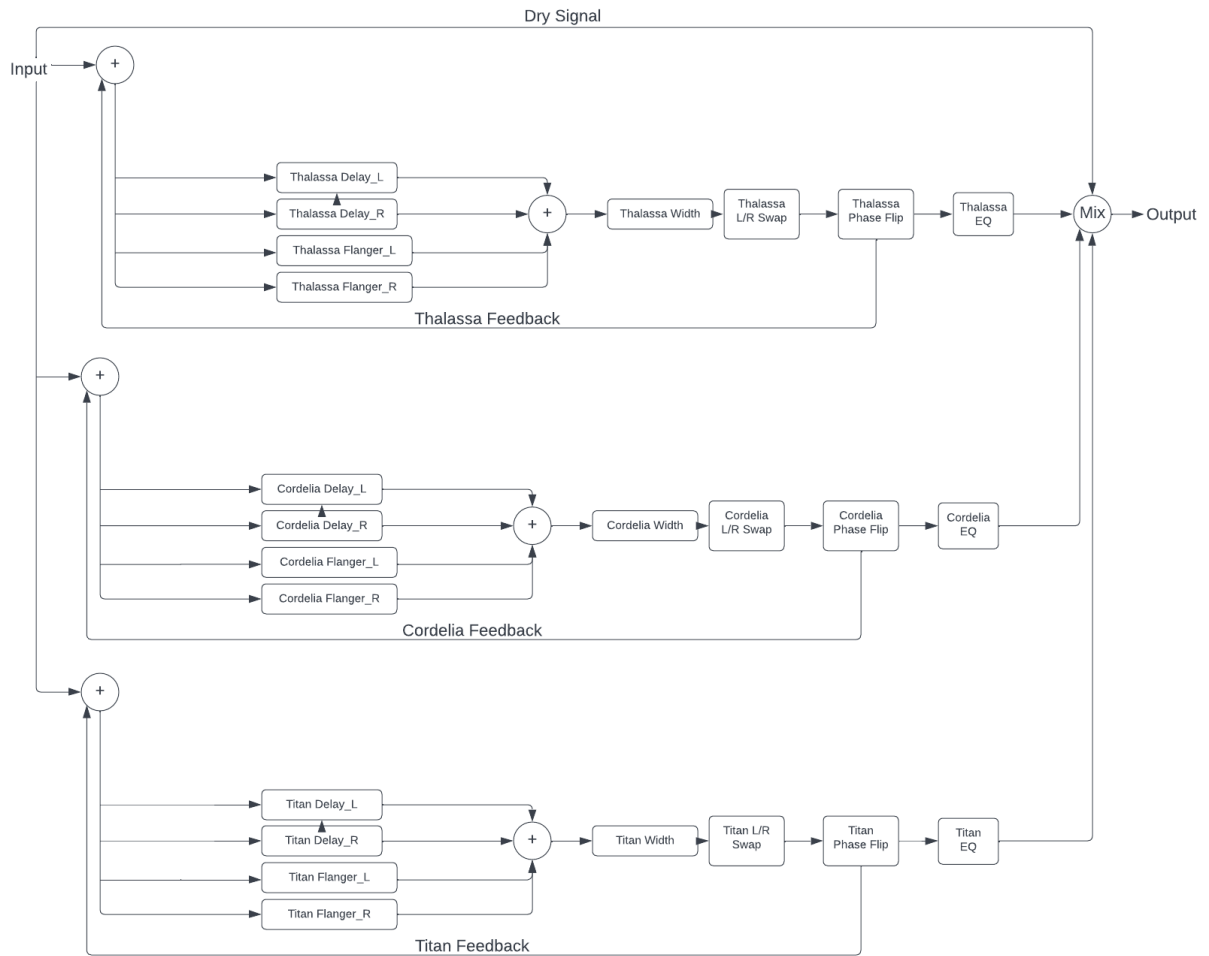 Dry Signal
Input
+
Thalassa Delay_L
Thalassa Delay_R
Thalassa Flanger_L
Thalassa Flanger_R
+
Thalassa Width
Thalassa
L/R Swap
Thalassa
Phase Flip
Thalassa
EQ
Mix
Output
Thalassa Feedback
+
Cordelia Delay_L
Cordelia Delay_R
Cordelia Flanger_L
Cordelia Flanger_R
+
Cordelia Width
Cordelia
L/R Swap
Cordelia
Phase Flip
Cordelia
EQ
Cordelia Feedback
+
Titan Delay_L
Titan Delay_R
Titan Flanger_L
Titan Flanger_R
+
Titan Width
Titan L/R
Swap
Titan
Phase Flip
Titan
EQ
Titan Feedback